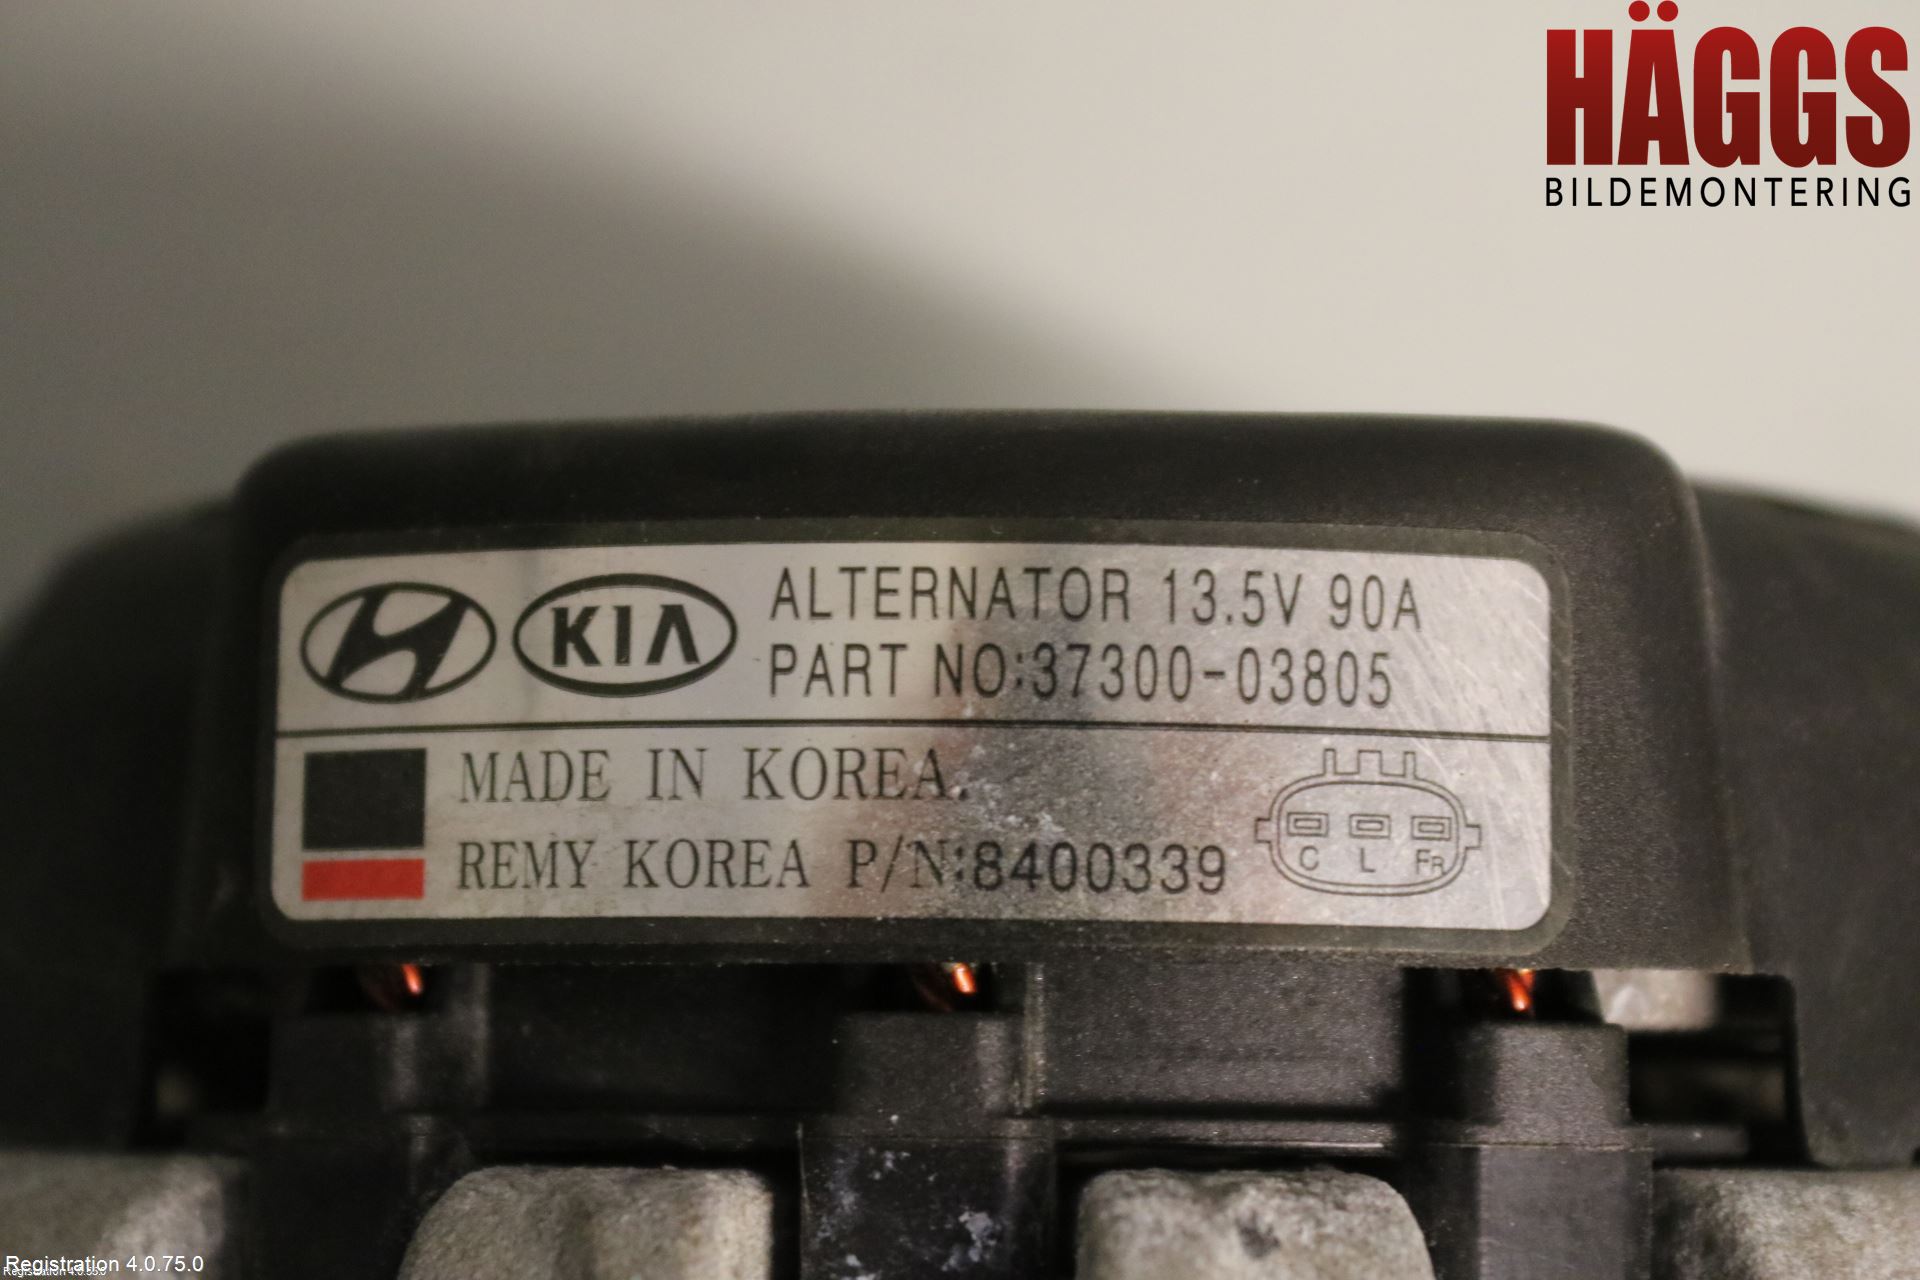 HÄGGS
BILDEMONTERING
KIA
ALTERNATOR 13.5V 90A
PART NO:37300-03805
MADE IN KOREA.
REMY KOREA P/N:8400339
C L FR
Registration 4.0.75.0